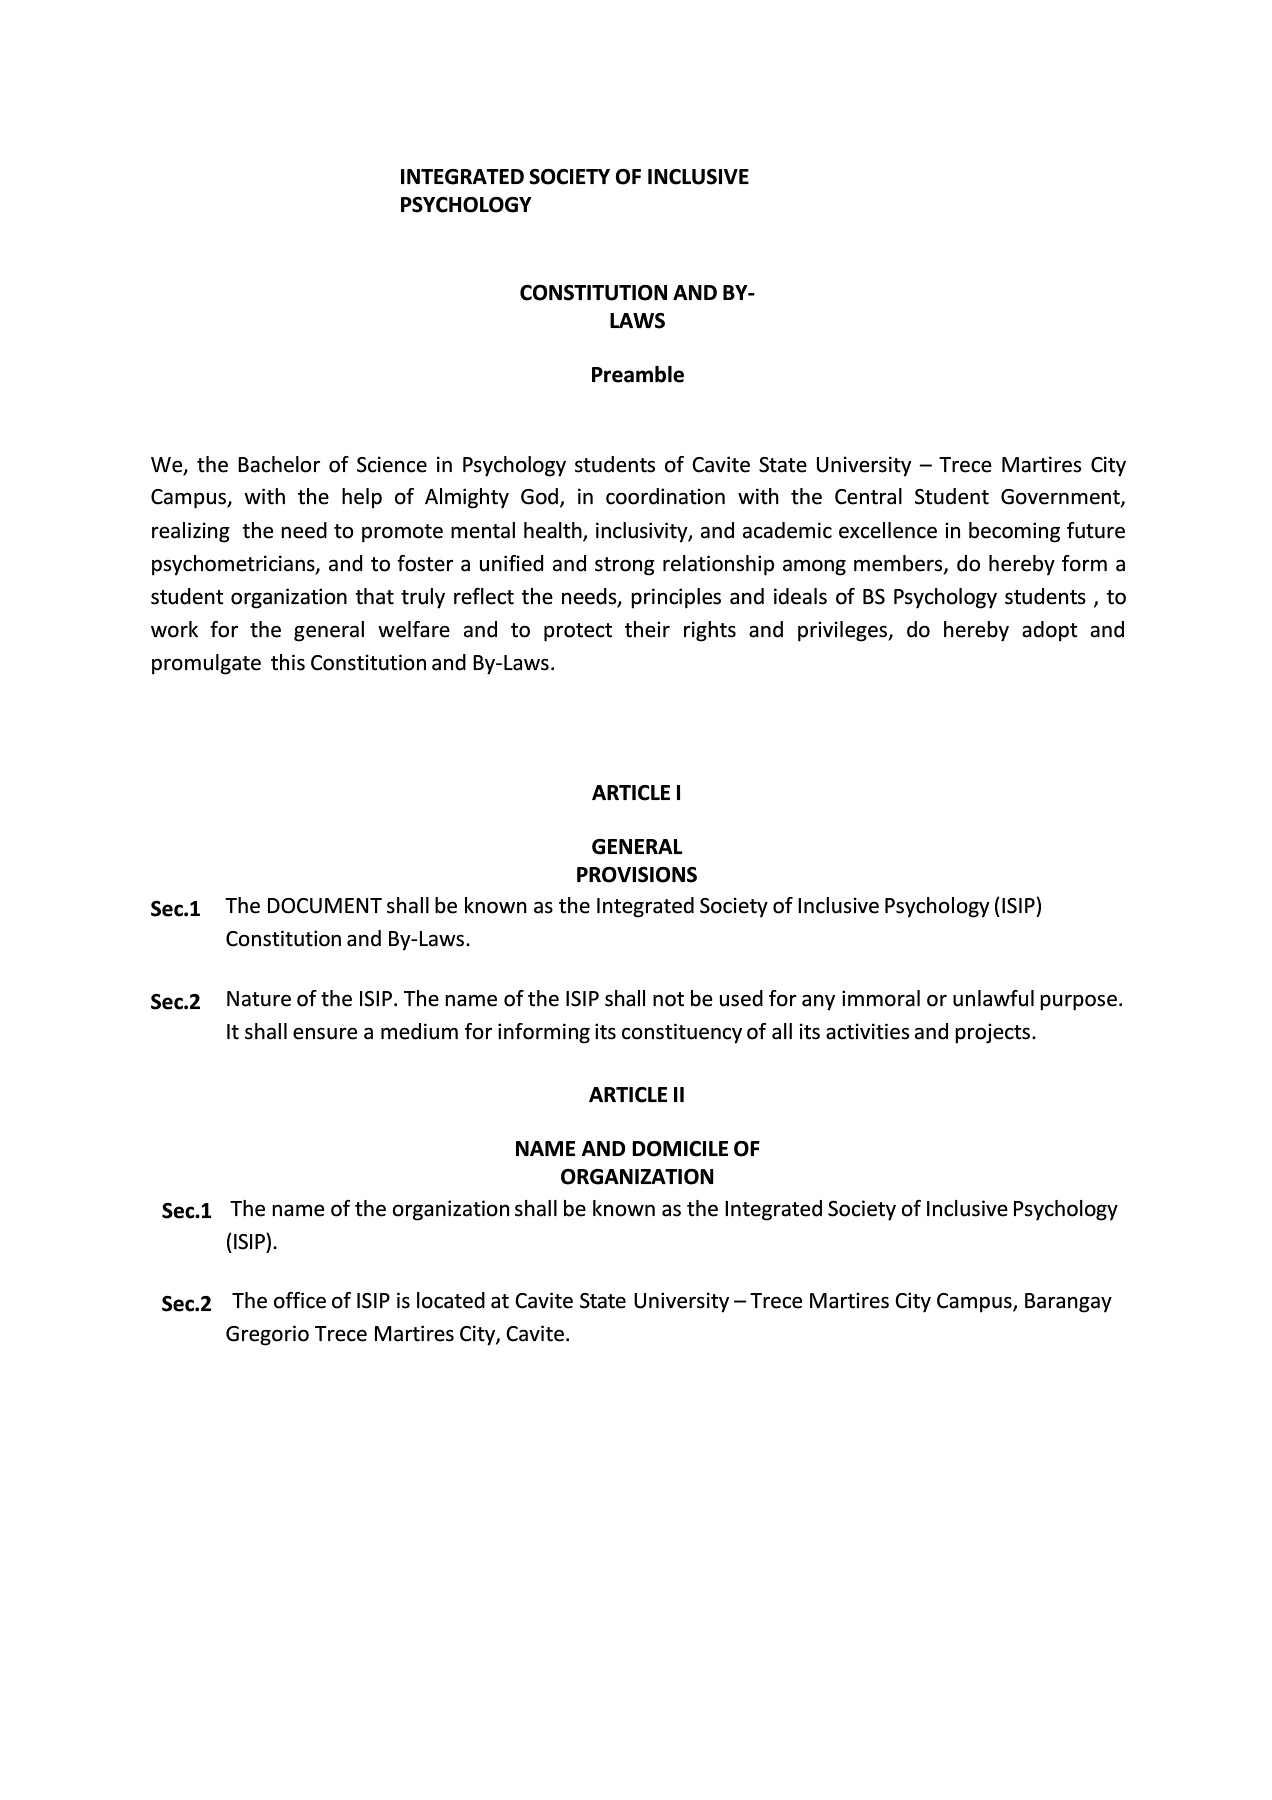 INTEGRATED SOCIETY OF INCLUSIVE
PSYCHOLOGY
CONSTITUTION AND BY-
LAWS
Preamble
We, the Bachelor of Science in Psychology students of Cavite State University – Trece Martires City
Campus, with the help of Almighty God, in coordination with the Central Student Government,
realizing the need to promote mental health, inclusivity, and academic excellence in becoming future
psychometricians, and to foster a unified and strong relationship among members, do hereby form a
student organization that truly reflect the needs, principles and ideals of BS Psychology students , to
work for the general welfare and to protect their rights and privileges, do hereby adopt and
promulgate this Constitution and By-Laws.
ARTICLE I
GENERAL
PROVISIONS
Sec.1 The DOCUMENT shall be known as the Integrated Society of Inclusive Psychology (ISIP)
Constitution and By-Laws.
Sec.2 Nature of the ISIP. The name of the ISIP shall not be used for any immoral or unlawful purpose.
It shall ensure a medium for informing its constituency of all its activities and projects.
ARTICLE II
NAME AND DOMICILE OF
ORGANIZATION
Sec.1 The name of the organization shall be known as the Integrated Society of Inclusive Psychology
(ISIP).
Sec.2 The office of ISIP is located at Cavite State University – Trece Martires City Campus, Barangay
Gregorio Trece Martires City, Cavite.